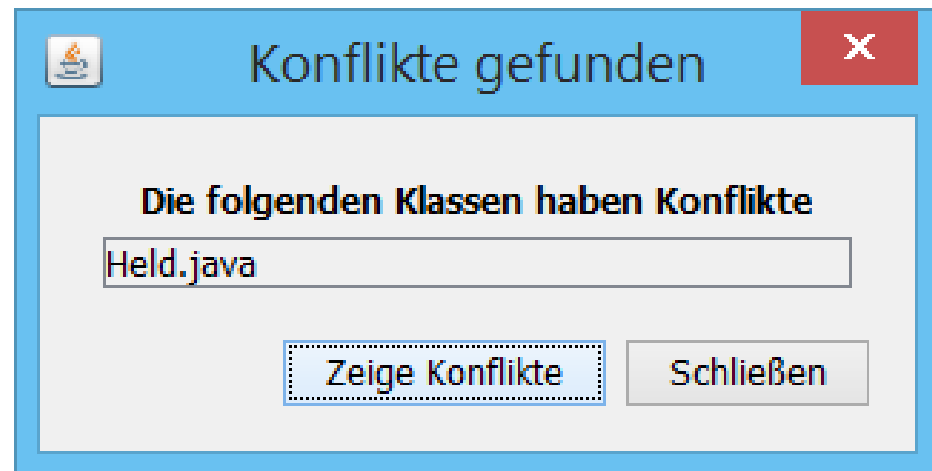 Konflikte gefunden
Die folgenden Klassen haben Konflikte
Held.java
Zeige Konflikte Schließen